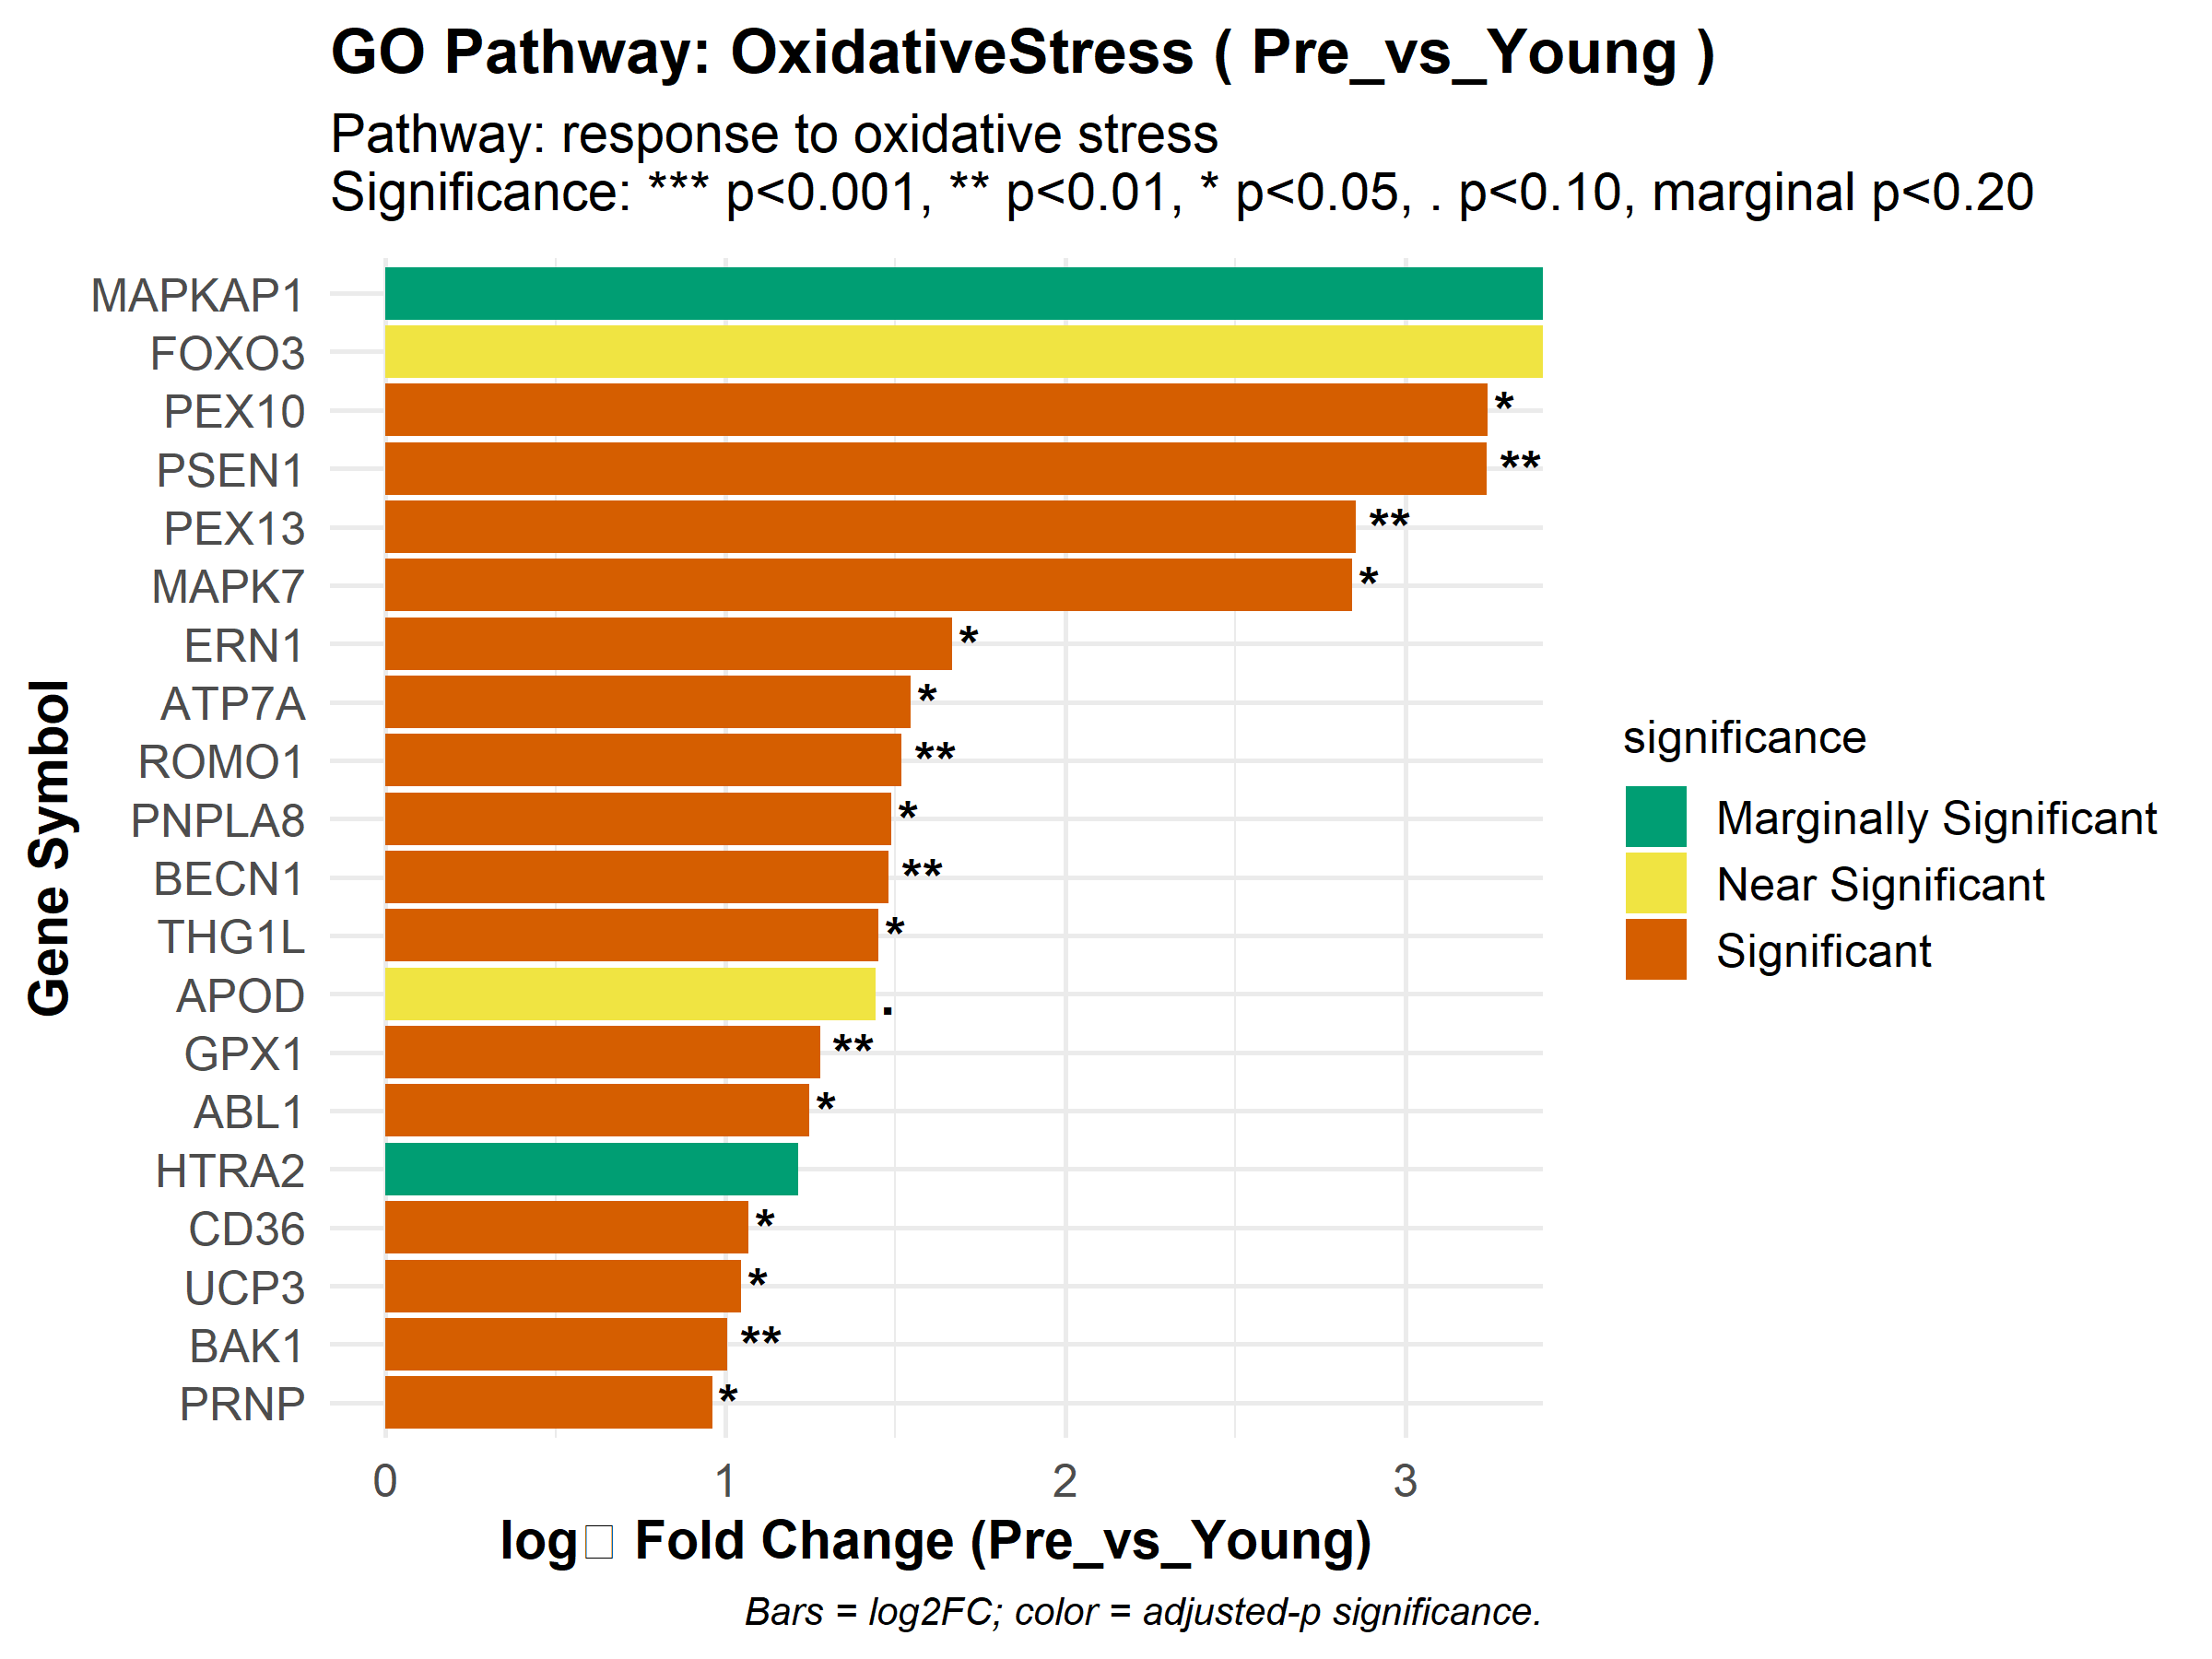 GO Pathway: OxidativeStress ( Pre_vs_Young )
Pathway: response to oxidative stress
Significance: *** p<0.001, ** p<0.01, * p<0.05, . p<0.10, marginal p<0.20
Gene Symbol
MAPKAP1
FOXO3
PEX10 *
PSEN1 **
PEX13 **
MAPK7 *
ERN1 *
ATP7A *
ROMO1 **
PNPLA8 *
BECN1 **
THG1L *
APOD .
GPX1 **
ABL1 *
HTRA2
CD36 *
UCP3 *
BAK1 **
PRNP *
0 1 2 3
log□ Fold Change (Pre_vs_Young)
Bars = log2FC; color = adjusted-p significance.
significance
Marginally Significant
Near Significant
Significant